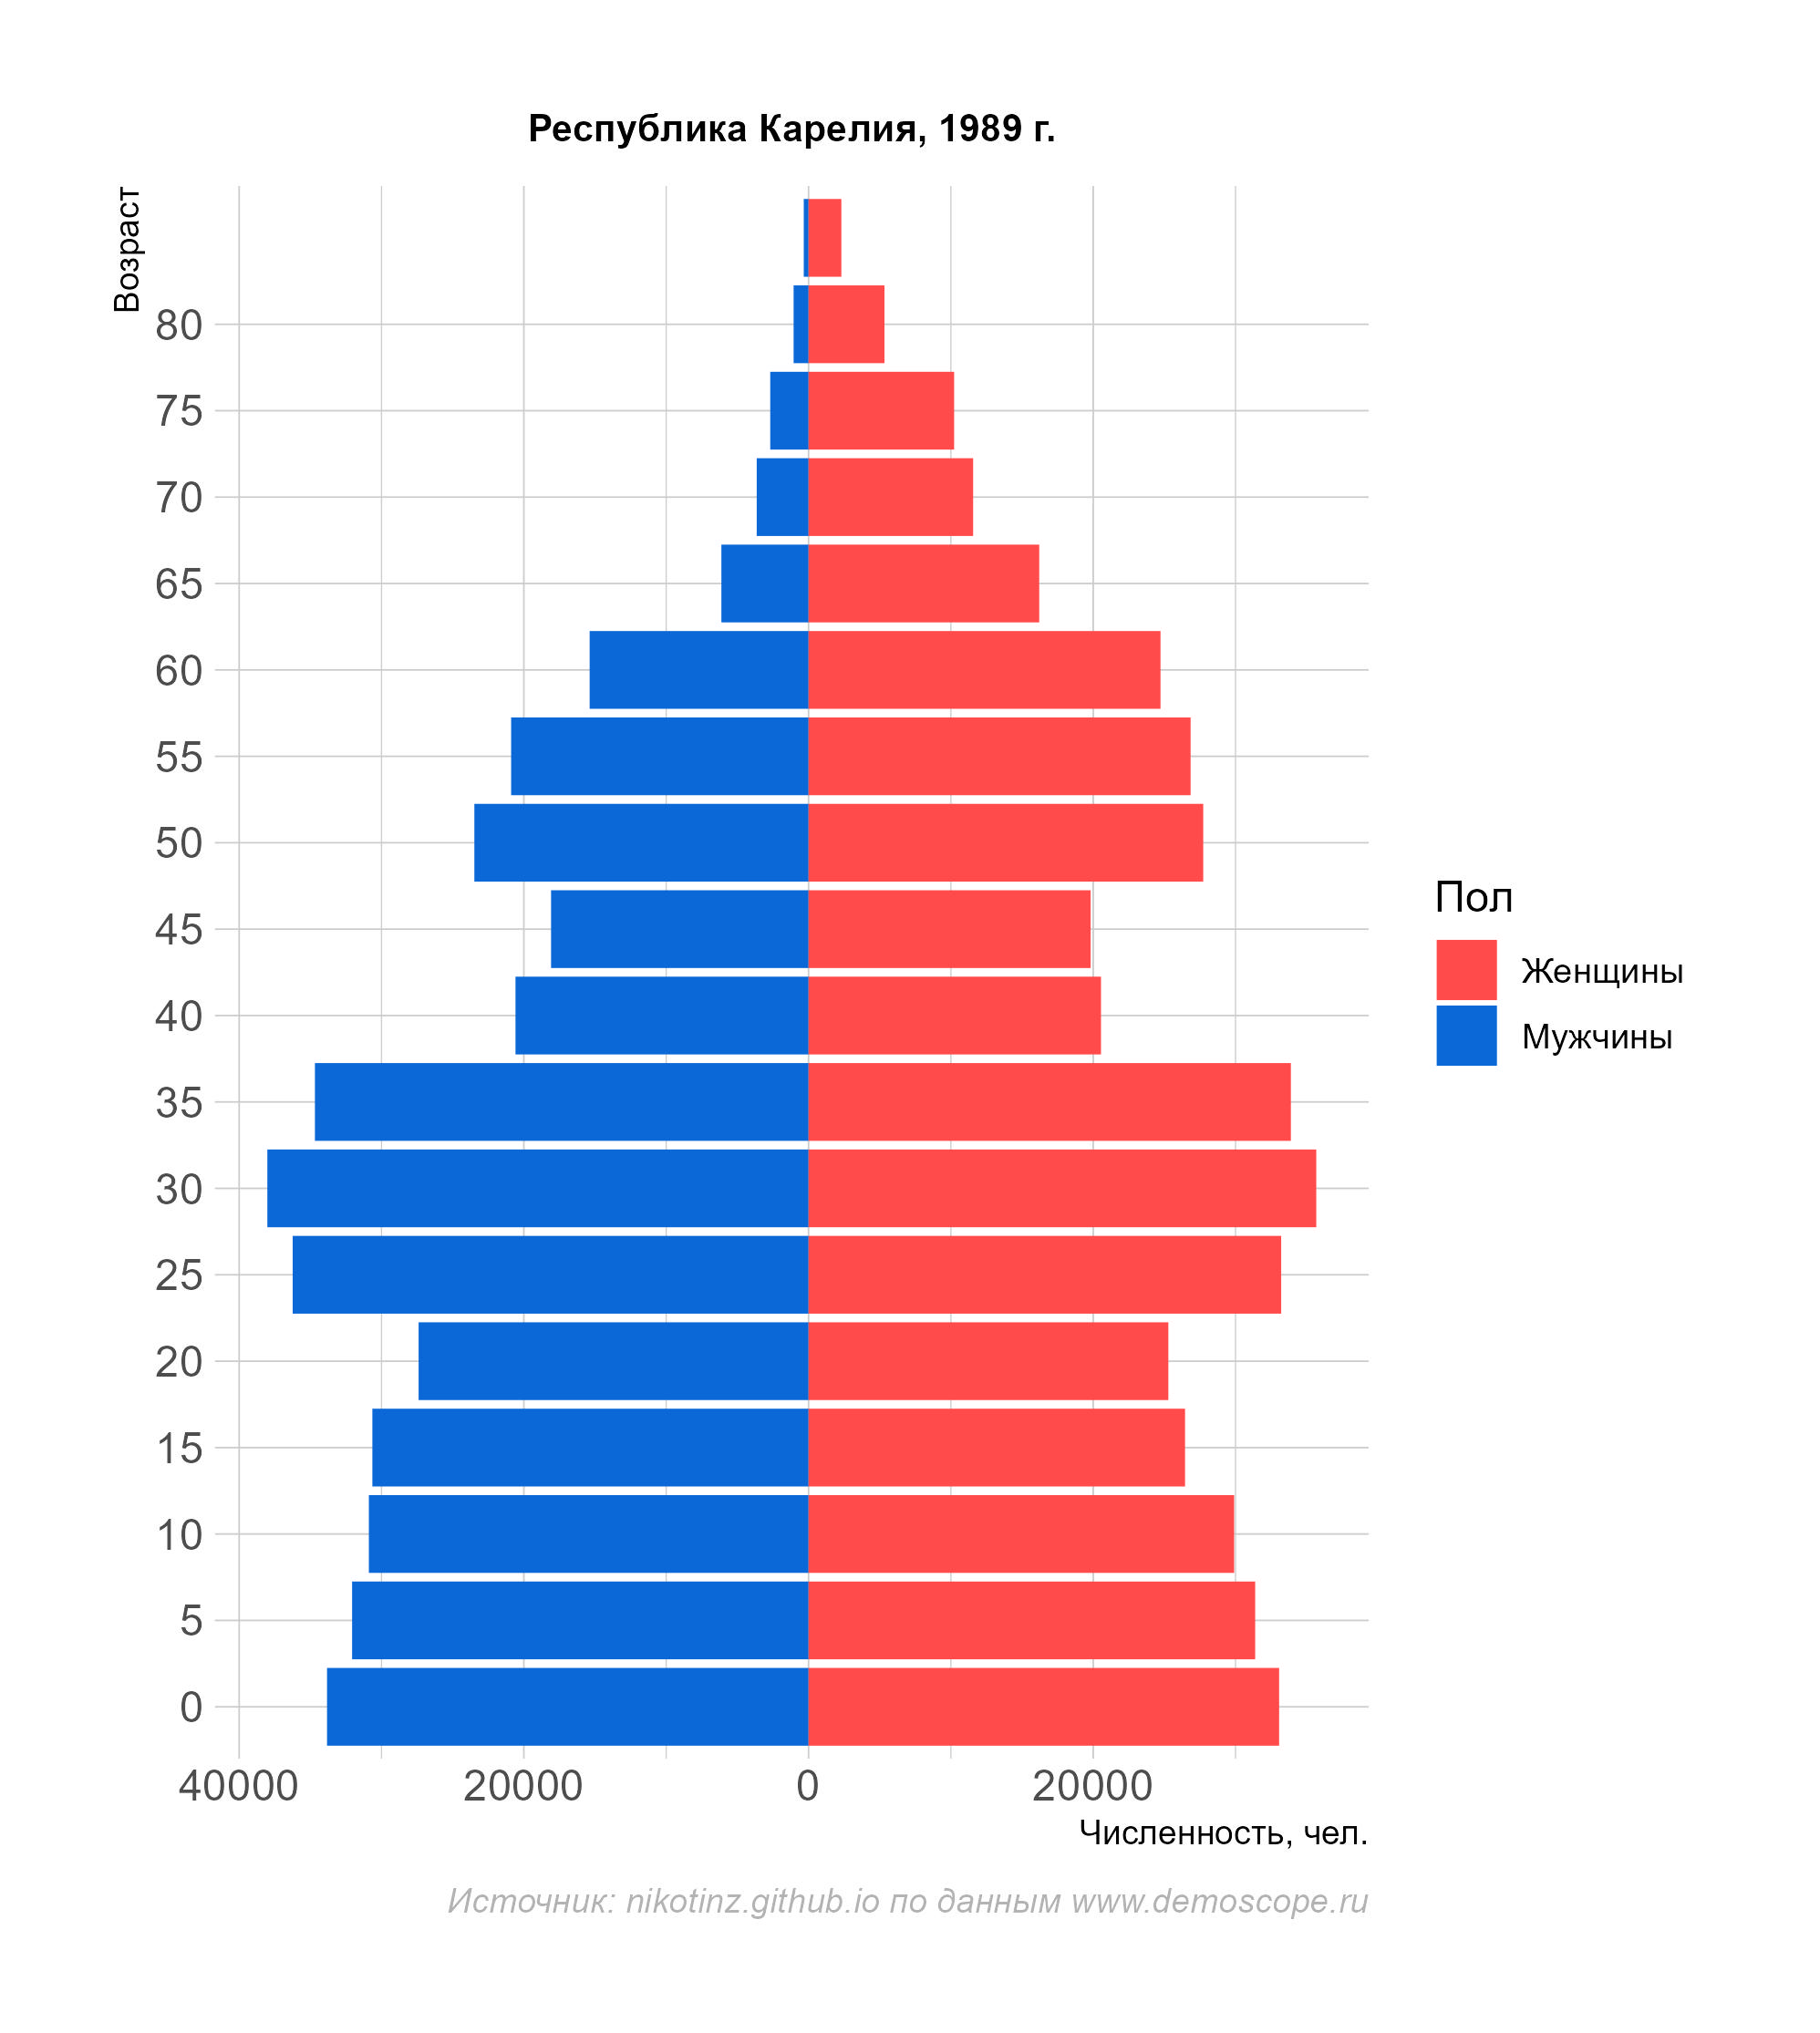 Республика Карелия, 1989 г.
Возраст
80
75
70
65
60
55
50
45
40
35
30
25
20
15
10
5
0
40000 20000 0 20000
Численность, чел.
Пол
Женщины
Мужчины
Источник: nikotinz.github.io по данным www.demoscope.ru